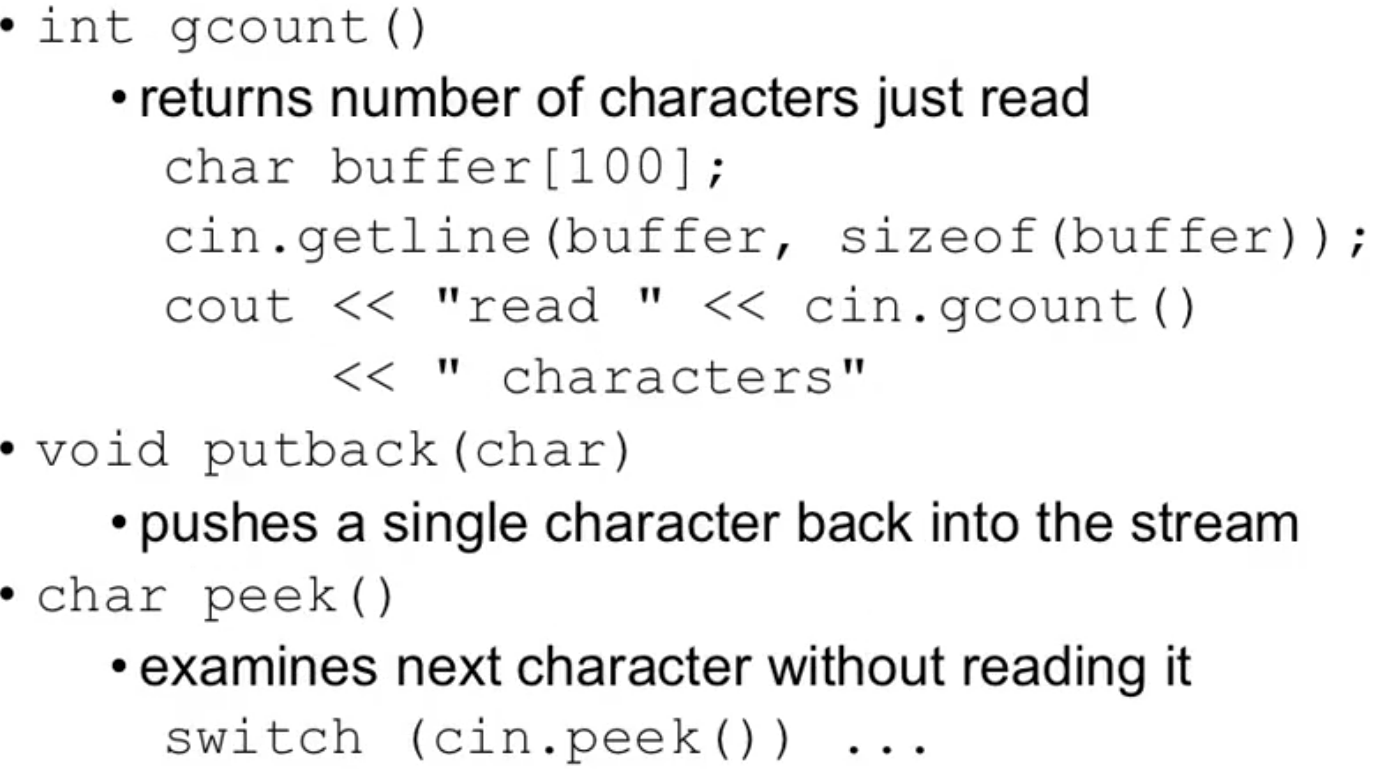 • int gcount()
• returns number of characters just read
char buffer[100];
cin.getline(buffer, sizeof(buffer));
cout << "read " << cin.gcount()
<< " characters"
• void putback(char)
• pushes a single character back into the stream
• char peek()
• examines next character without reading it
switch (cin.peek()) ...